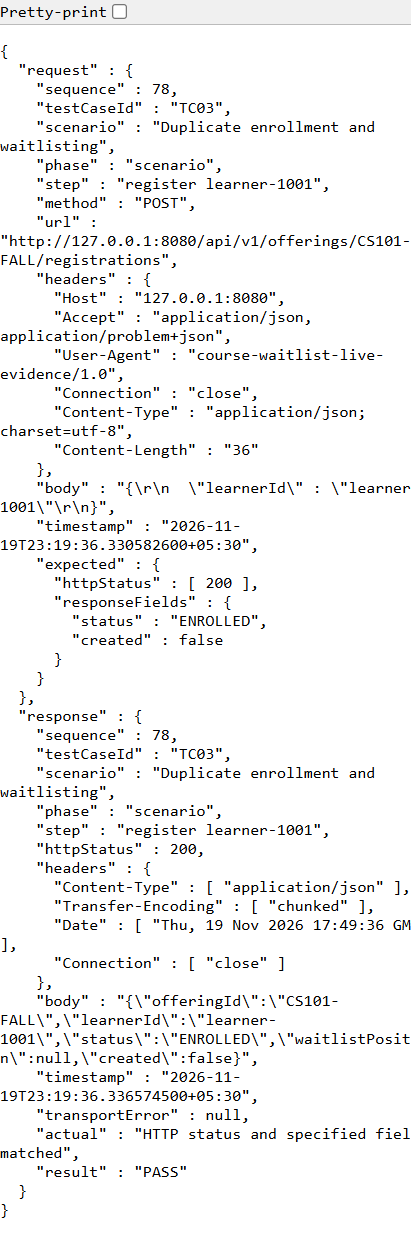 Pretty-print
{
  "request" : {
    "sequence" : 78,
    "testCaseId" : "TC03",
    "scenario" : "Duplicate enrollment and
waitlisting",
    "phase" : "scenario",
    "step" : "register learner-1001",
    "method" : "POST",
    "url" :
"http://127.0.0.1:8080/api/v1/offerings/CS101-
FALL/registrations",
    "headers" : {
      "Host" : "127.0.0.1:8080",
      "Accept" : "application/json,
application/problem+json",
      "User-Agent" : "course-waitlist-live-
evidence/1.0",
      "Connection" : "close",
      "Content-Type" : "application/json;
charset=utf-8",
      "Content-Length" : "36"
    },
    "body" : "{\r\n  \"learnerId\" : \"learner
1001\"\r\n}",
    "timestamp" : "2026-11-
19T23:19:36.330582600+05:30",
    "expected" : {
      "httpStatus" : [ 200 ],
      "responseFields" : {
        "status" : "ENROLLED",
        "created" : false
      }
    }
  },
  "response" : {
    "sequence" : 78,
    "testCaseId" : "TC03",
    "scenario" : "Duplicate enrollment and
waitlisting",
    "phase" : "scenario",
    "step" : "register learner-1001",
    "httpStatus" : 200,
    "headers" : {
      "Content-Type" : [ "application/json" ],
      "Transfer-Encoding" : [ "chunked" ],
      "Date" : [ "Thu, 19 Nov 2026 17:49:36 GM
],
      "Connection" : [ "close" ]
    },
    "body" : "{\"offeringId\":\"CS101-
FALL\",\"learnerId\":\"learner-
1001\",\"status\":\"ENROLLED\",\"waitlistPosit
n\":null,\"created\":false}",
    "timestamp" : "2026-11-
19T23:19:36.336574500+05:30",
    "transportError" : null,
    "actual" : "HTTP status and specified fiel
matched",
    "result" : "PASS"
  }
}